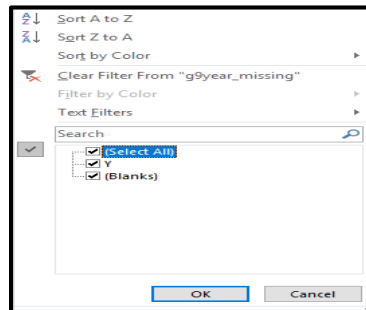 Sort A to Z
Sort Z to A
Sort by Color
Clear Filter From "g9year_missing"
Filter by Color
Text Filters
Search
(Select All)
Y
(Blanks)
OK Cancel